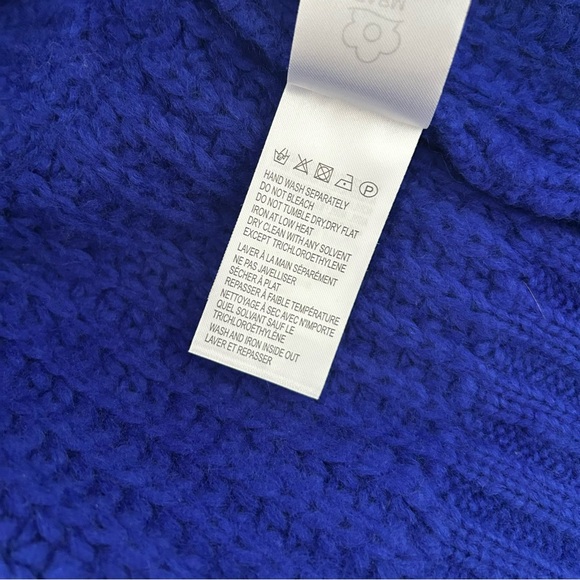 HAND WASH SEPARATELY
DO NOT BLEACH
DO NOT TUMBLE DRY,DRY FLAT
IRON AT LOW HEAT
DRY CLEAN WITH ANY SOLVENT
EXCEPT TRICHLOROETHYLENE
LAVER À LA MAIN SÉPARÉMENT
NE PAS JAVELLISER
SÉCHER À PLAT
REPASSER À FAIBLE TEMPÉRATURE
NETTOYAGE À SEC AVEC N'IMPORTE
QUEL SOLVANT SAUF LE
TRICHLOROÉTHYLÈNE
WASH AND IRON INSIDE OUT
LAVER ET REPASSER